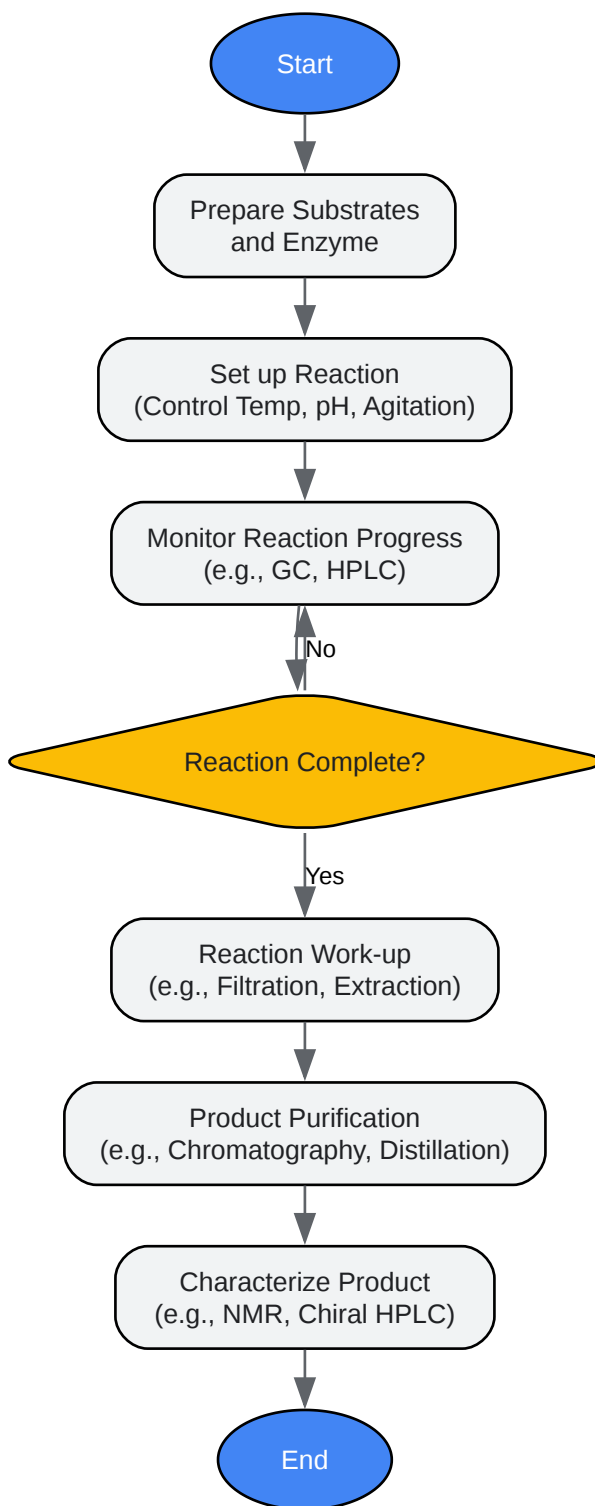 Start
Prepare Substrates
and Enzyme
Set up Reaction
(Control Temp, pH, Agitation)
Monitor Reaction Progress
(e.g., GC, HPLC)
No
Reaction Complete?
Yes
Reaction Work-up
(e.g., Filtration, Extraction)
Product Purification
(e.g., Chromatography, Distillation)
Characterize Product
(e.g., NMR, Chiral HPLC)
End